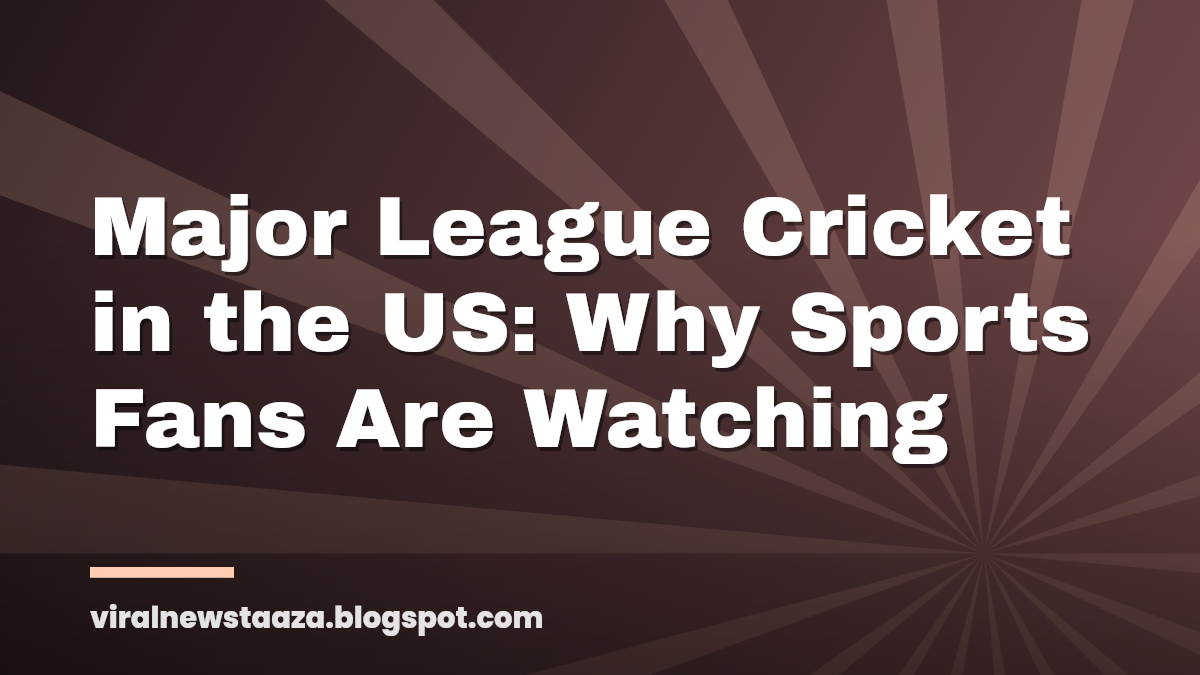 Major League Cricket
in the US: Why Sports
Fans Are Watching
viralnewstaaza.blogspot.com